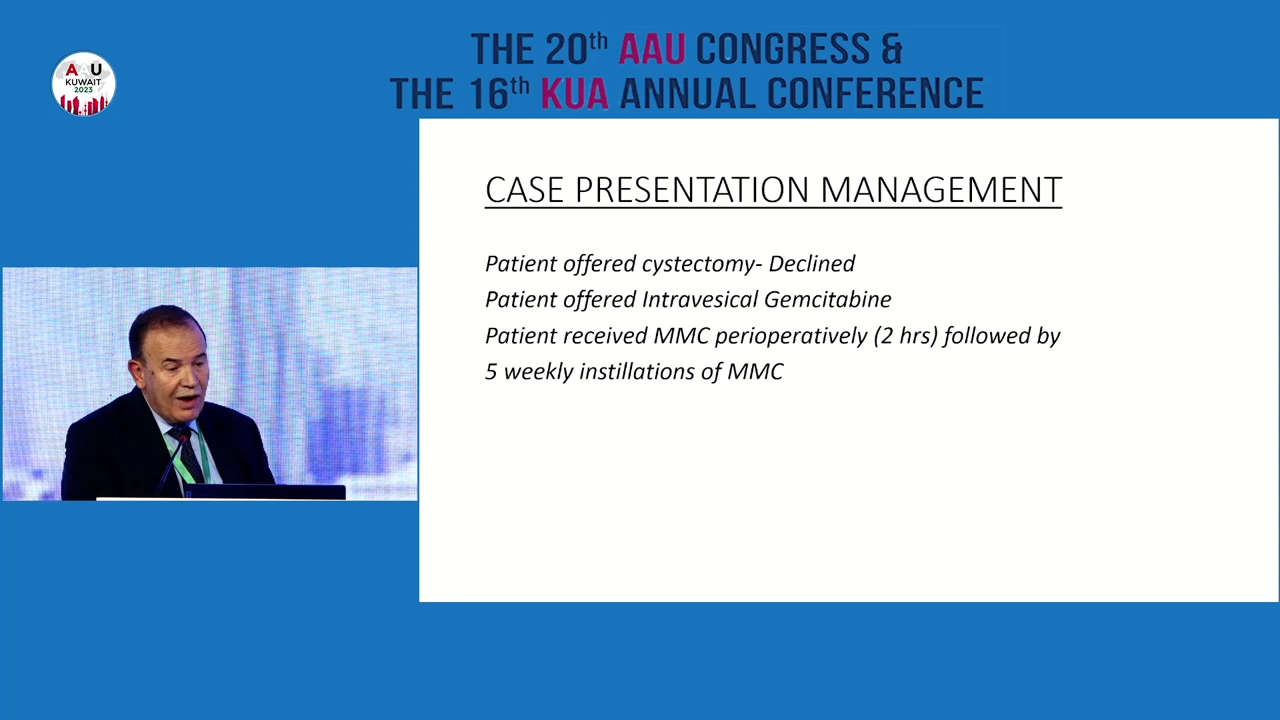 THE 20th AAU CONGRESS &
THE 16th KUA ANNUAL CONFERENCE
AAU
KUWAIT
2023
CASE PRESENTATION MANAGEMENT
Patient offered cystectomy- Declined
Patient offered Intravesical Gemcitabine
Patient received MMC perioperatively (2 hrs) followed by
5 weekly instillations of MMC